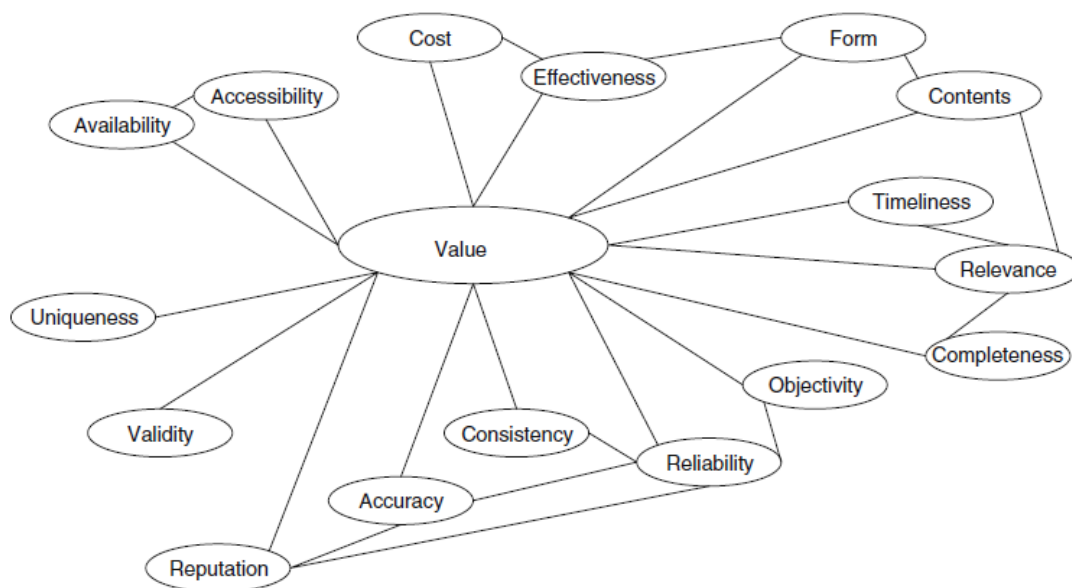 Cost
Form
Effectiveness
Accessibility
Contents
Availability
Timeliness
Value
Relevance
Uniqueness
Completeness
Objectivity
Validity
Consistency
Reliability
Accuracy
Reputation